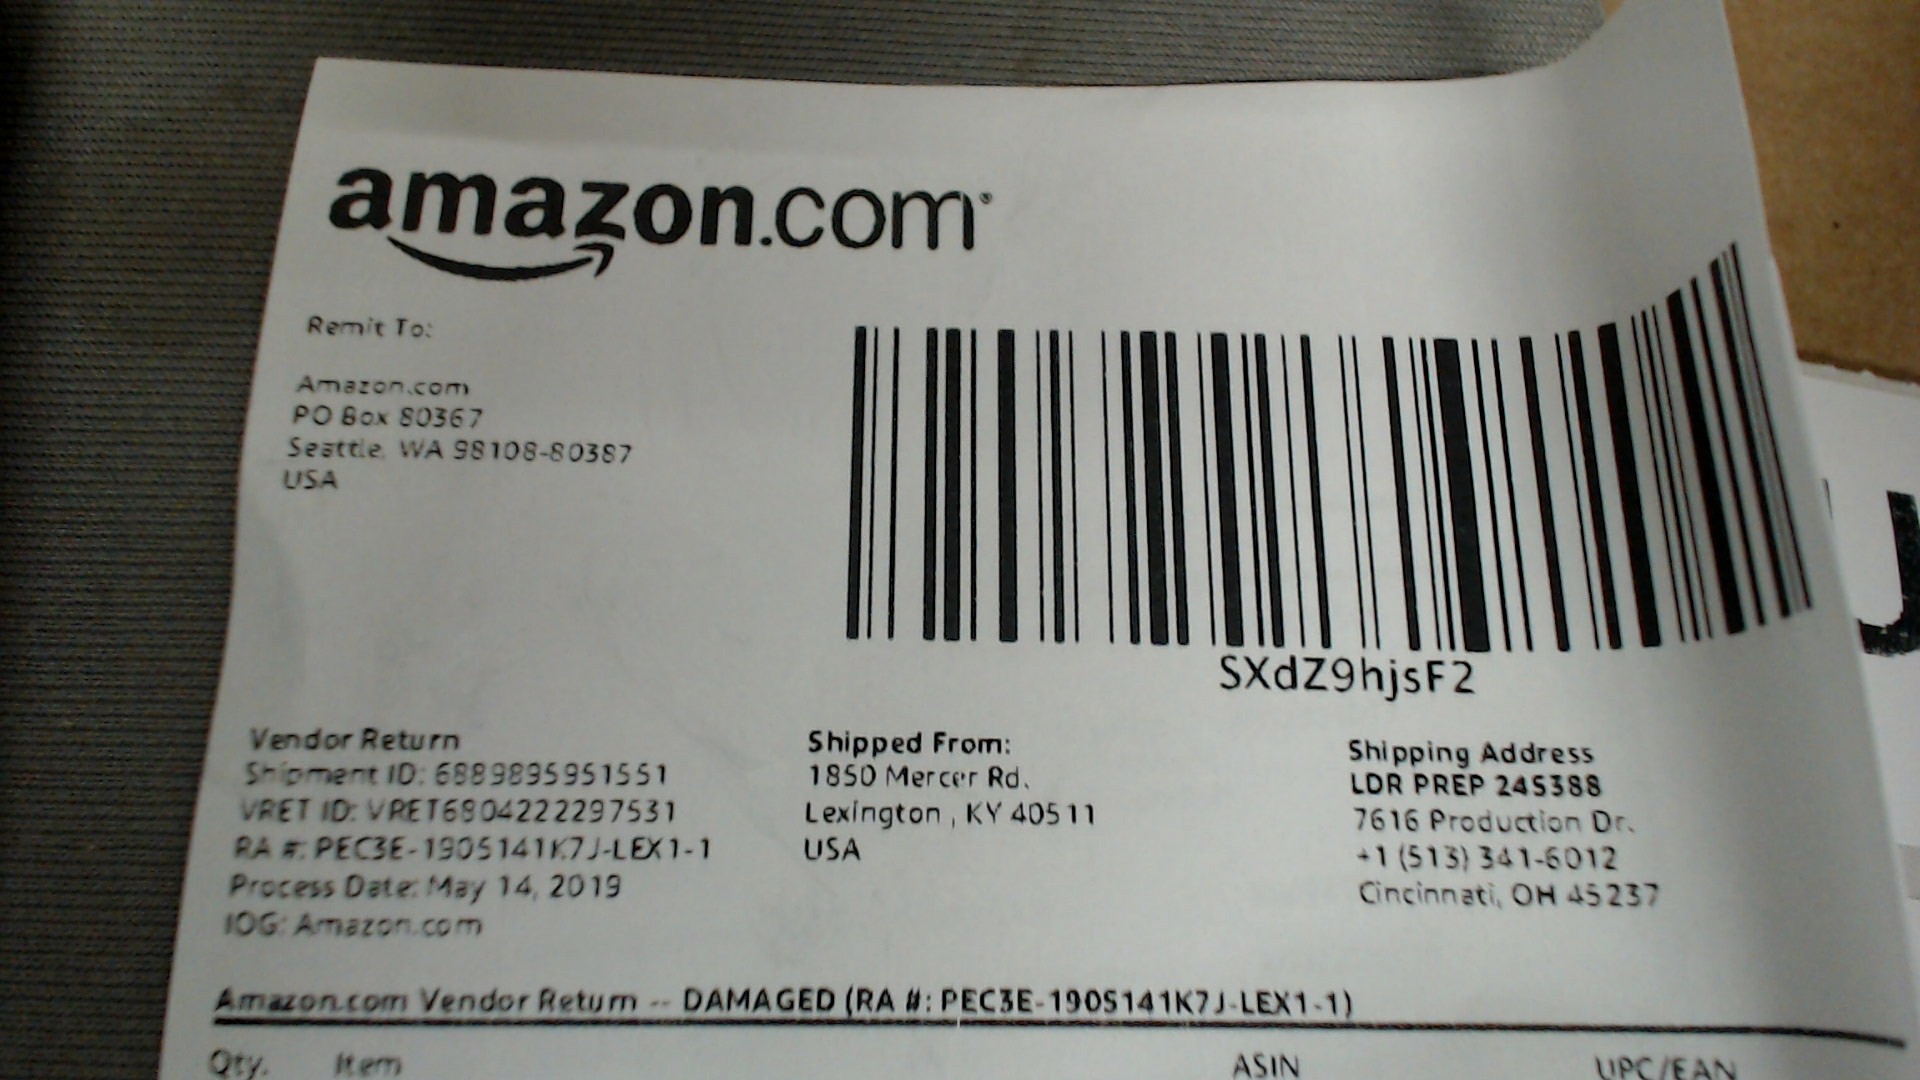 amazon.com
Remit To:
Amazon.com
PO Box 80367
Seattle, WA 98108-80387
USA
SXdZ9hjsF2
Vendor Return
Shipment ID: 6889895951551
VRET ID: VRET6804222297531
RA #: PEC3E-1905141K7J-LEX1-1
Process Date: May 14, 2019
IOG: Amazon.com
Shipped From:
1850 Mercer Rd.
Lexington , KY 40511
USA
Shipping Address
LDR PREP 245388
7616 Production Dr.
+1 (513) 341-6012
Cincinnati, OH 45237
Amazon.com Vendor Return -- DAMAGED (RA #: PEC3E-1905141K7J-LEX1-1)
Qty. Item ASIN UPC/EAN